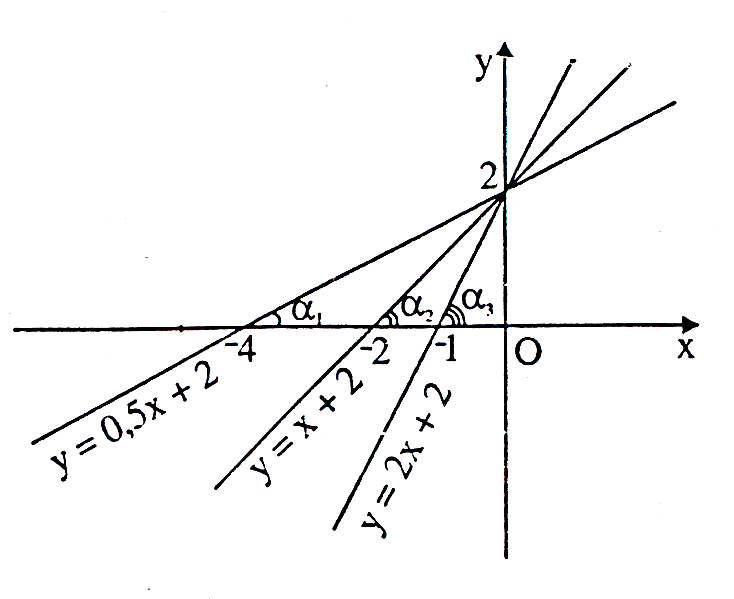 y
2
α₁
α₂
α₃
-4
-2
-1
O
x
y = 0,5x + 2
y = x + 2
y = 2x + 2